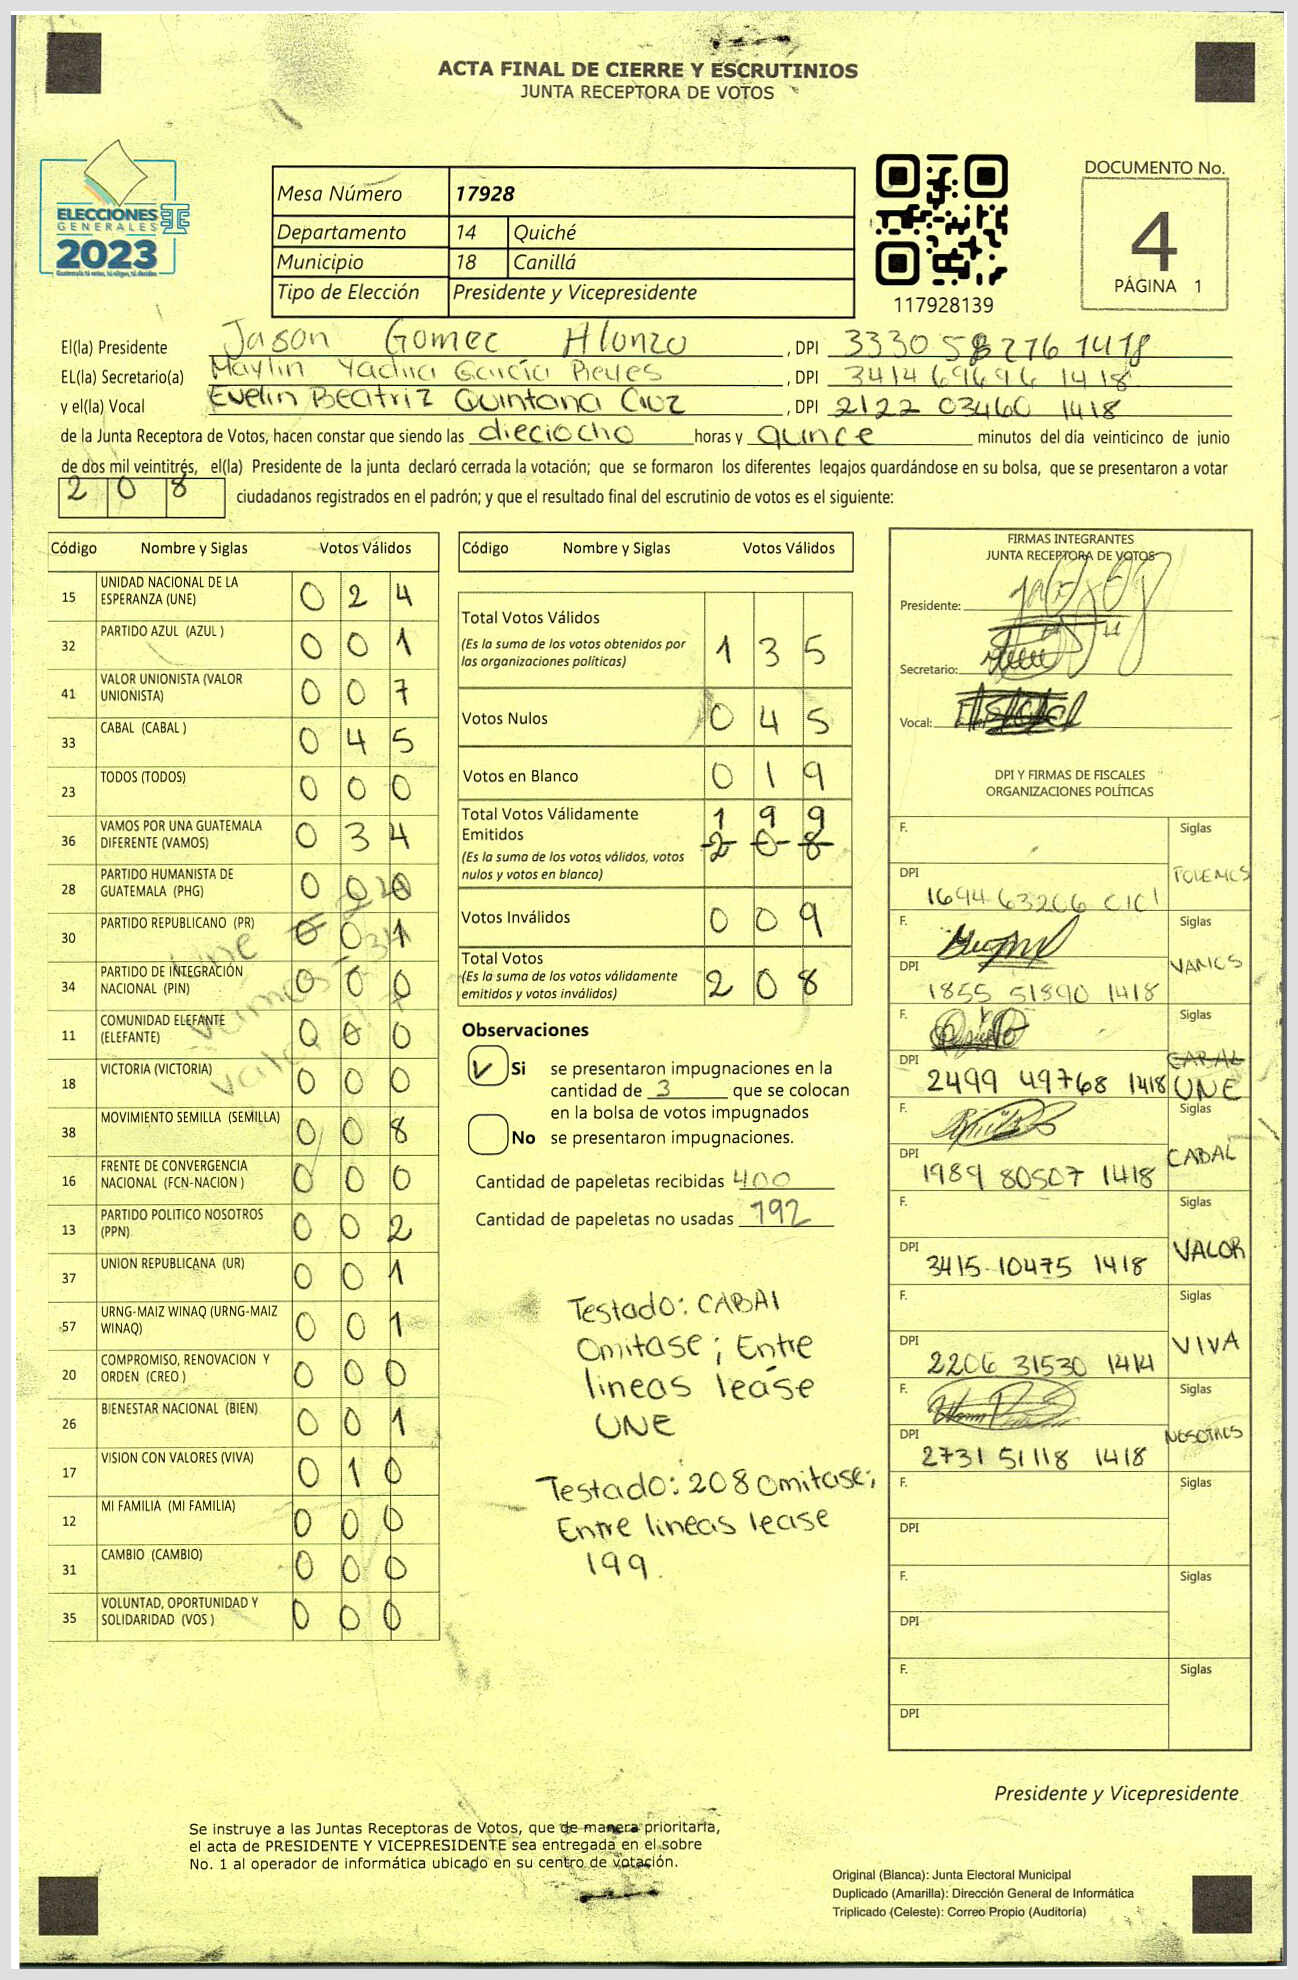 ACTA FINAL DE CIERRE Y ESCRUTINIOS
JUNTA RECEPTORA DE VOTOS
ELECCIONES
GENERALES
2023
Mesa Número 17928
Departamento 14 Quiché
Municipio 18 Canillá
Tipo de Elección Presidente y Vicepresidente
117928139
DOCUMENTO No.
4
PÁGINA 1
El(la) Presidente Jason Gomez Alonzo , DPI 3330 58276 1418
EL(la) Secretario(a) Maylin Yadira García Reyes , DPI 3414 69696 1418
y el(la) Vocal Evelin Beatriz Quintana Cruz , DPI 2122 03460 1418
de la Junta Receptora de Votos, hacen constar que siendo las dieciocho horas y quince minutos del día veinticinco de junio
de dos mil veintitrés, el(la) Presidente de la junta declaró cerrada la votación; que se formaron los diferentes legajos guardándose en su bolsa, que se presentaron a votar
208 ciudadanos registrados en el padrón; y que el resultado final del escrutinio de votos es el siguiente:
Código Nombre y Siglas Votos Válidos
15 UNIDAD NACIONAL DE LA ESPERANZA (UNE) 0 2 4
32 PARTIDO AZUL (AZUL ) 0 0 1
41 VALOR UNIONISTA (VALOR UNIONISTA) 0 0 7
33 CABAL (CABAL ) 0 4 5
23 TODOS (TODOS) 0 0 0
36 VAMOS POR UNA GUATEMALA DIFERENTE (VAMOS) 0 3 4
28 PARTIDO HUMANISTA DE GUATEMALA (PHG) 0 0 0
30 PARTIDO REPUBLICANO (PR) 0 0 1
34 PARTIDO DE INTEGRACIÓN NACIONAL (PIN) 0 0 0
11 COMUNIDAD ELEFANTE (ELEFANTE) 0 0 0
18 VICTORIA (VICTORIA) 0 0 0
38 MOVIMIENTO SEMILLA (SEMILLA) 0 0 8
16 FRENTE DE CONVERGENCIA NACIONAL (FCN-NACION ) 0 0 0
13 PARTIDO POLITICO NOSOTROS (PPN) 0 0 2
37 UNION REPUBLICANA (UR) 0 0 1
57 URNG-MAIZ WINAQ (URNG-MAIZ WINAQ) 0 0 1
20 COMPROMISO, RENOVACION Y ORDEN (CREO ) 0 0 0
26 BIENESTAR NACIONAL (BIEN) 0 0 1
17 VISION CON VALORES (VIVA) 0 1 0
12 MI FAMILIA (MI FAMILIA) 0 0 0
31 CAMBIO (CAMBIO) 0 0 0
35 VOLUNTAD, OPORTUNIDAD Y SOLIDARIDAD (VOS ) 0 0 0
Código Nombre y Siglas Votos Válidos
Total Votos Válidos
(Es la suma de los votos obtenidos por las organizaciones políticas) 1 3 5
Votos Nulos 0 4 5
Votos en Blanco 0 1 9
Total Votos Válidamente Emitidos 1 9 9
(Es la suma de los votos válidos, votos nulos y votos en blanco) 2 0 8
Votos Inválidos 0 0 9
Total Votos
(Es la suma de los votos válidamente emitidos y votos inválidos) 2 0 8
Observaciones
Si se presentaron impugnaciones en la
cantidad de 3 que se colocan
en la bolsa de votos impugnados
No se presentaron impugnaciones.
Cantidad de papeletas recibidas 400
Cantidad de papeletas no usadas 192
Testado: CABAl
Omitase; Entre
lineas lease
UNE
Testado: 208 omitase;
Entre lineas lease
199.
FIRMAS INTEGRANTES
JUNTA RECEPTORA DE VOTOS
Presidente:
Secretario:
Vocal:
DPI Y FIRMAS DE FISCALES
ORGANIZACIONES POLÍTICAS
F. Siglas
DPI 1694 63206
F. Siglas
VAMOS
DPI 1855 51890 1418
F. Siglas
CABAL
DPI 2499 49768 1418 UNE
F. Siglas
CABAL
DPI 1989 80507 1418
F. Siglas
VALOR
DPI 3415 10475 1418
F. Siglas
VIVA
DPI 2206 31530 1414
F. Siglas
NOSOTROS
DPI 2731 51118 1418
F. Siglas
DPI
F. Siglas
DPI
F. Siglas
DPI
Presidente y Vicepresidente
Se instruye a las Juntas Receptoras de Votos, que de manera prioritaria,
el acta de PRESIDENTE Y VICEPRESIDENTE sea entregada en el sobre
No. 1 al operador de informática ubicado en su centro de votación.
Original (Blanca): Junta Electoral Municipal
Duplicado (Amarilla): Dirección General de Informática
Triplicado (Celeste): Correo Propio (Auditoría)